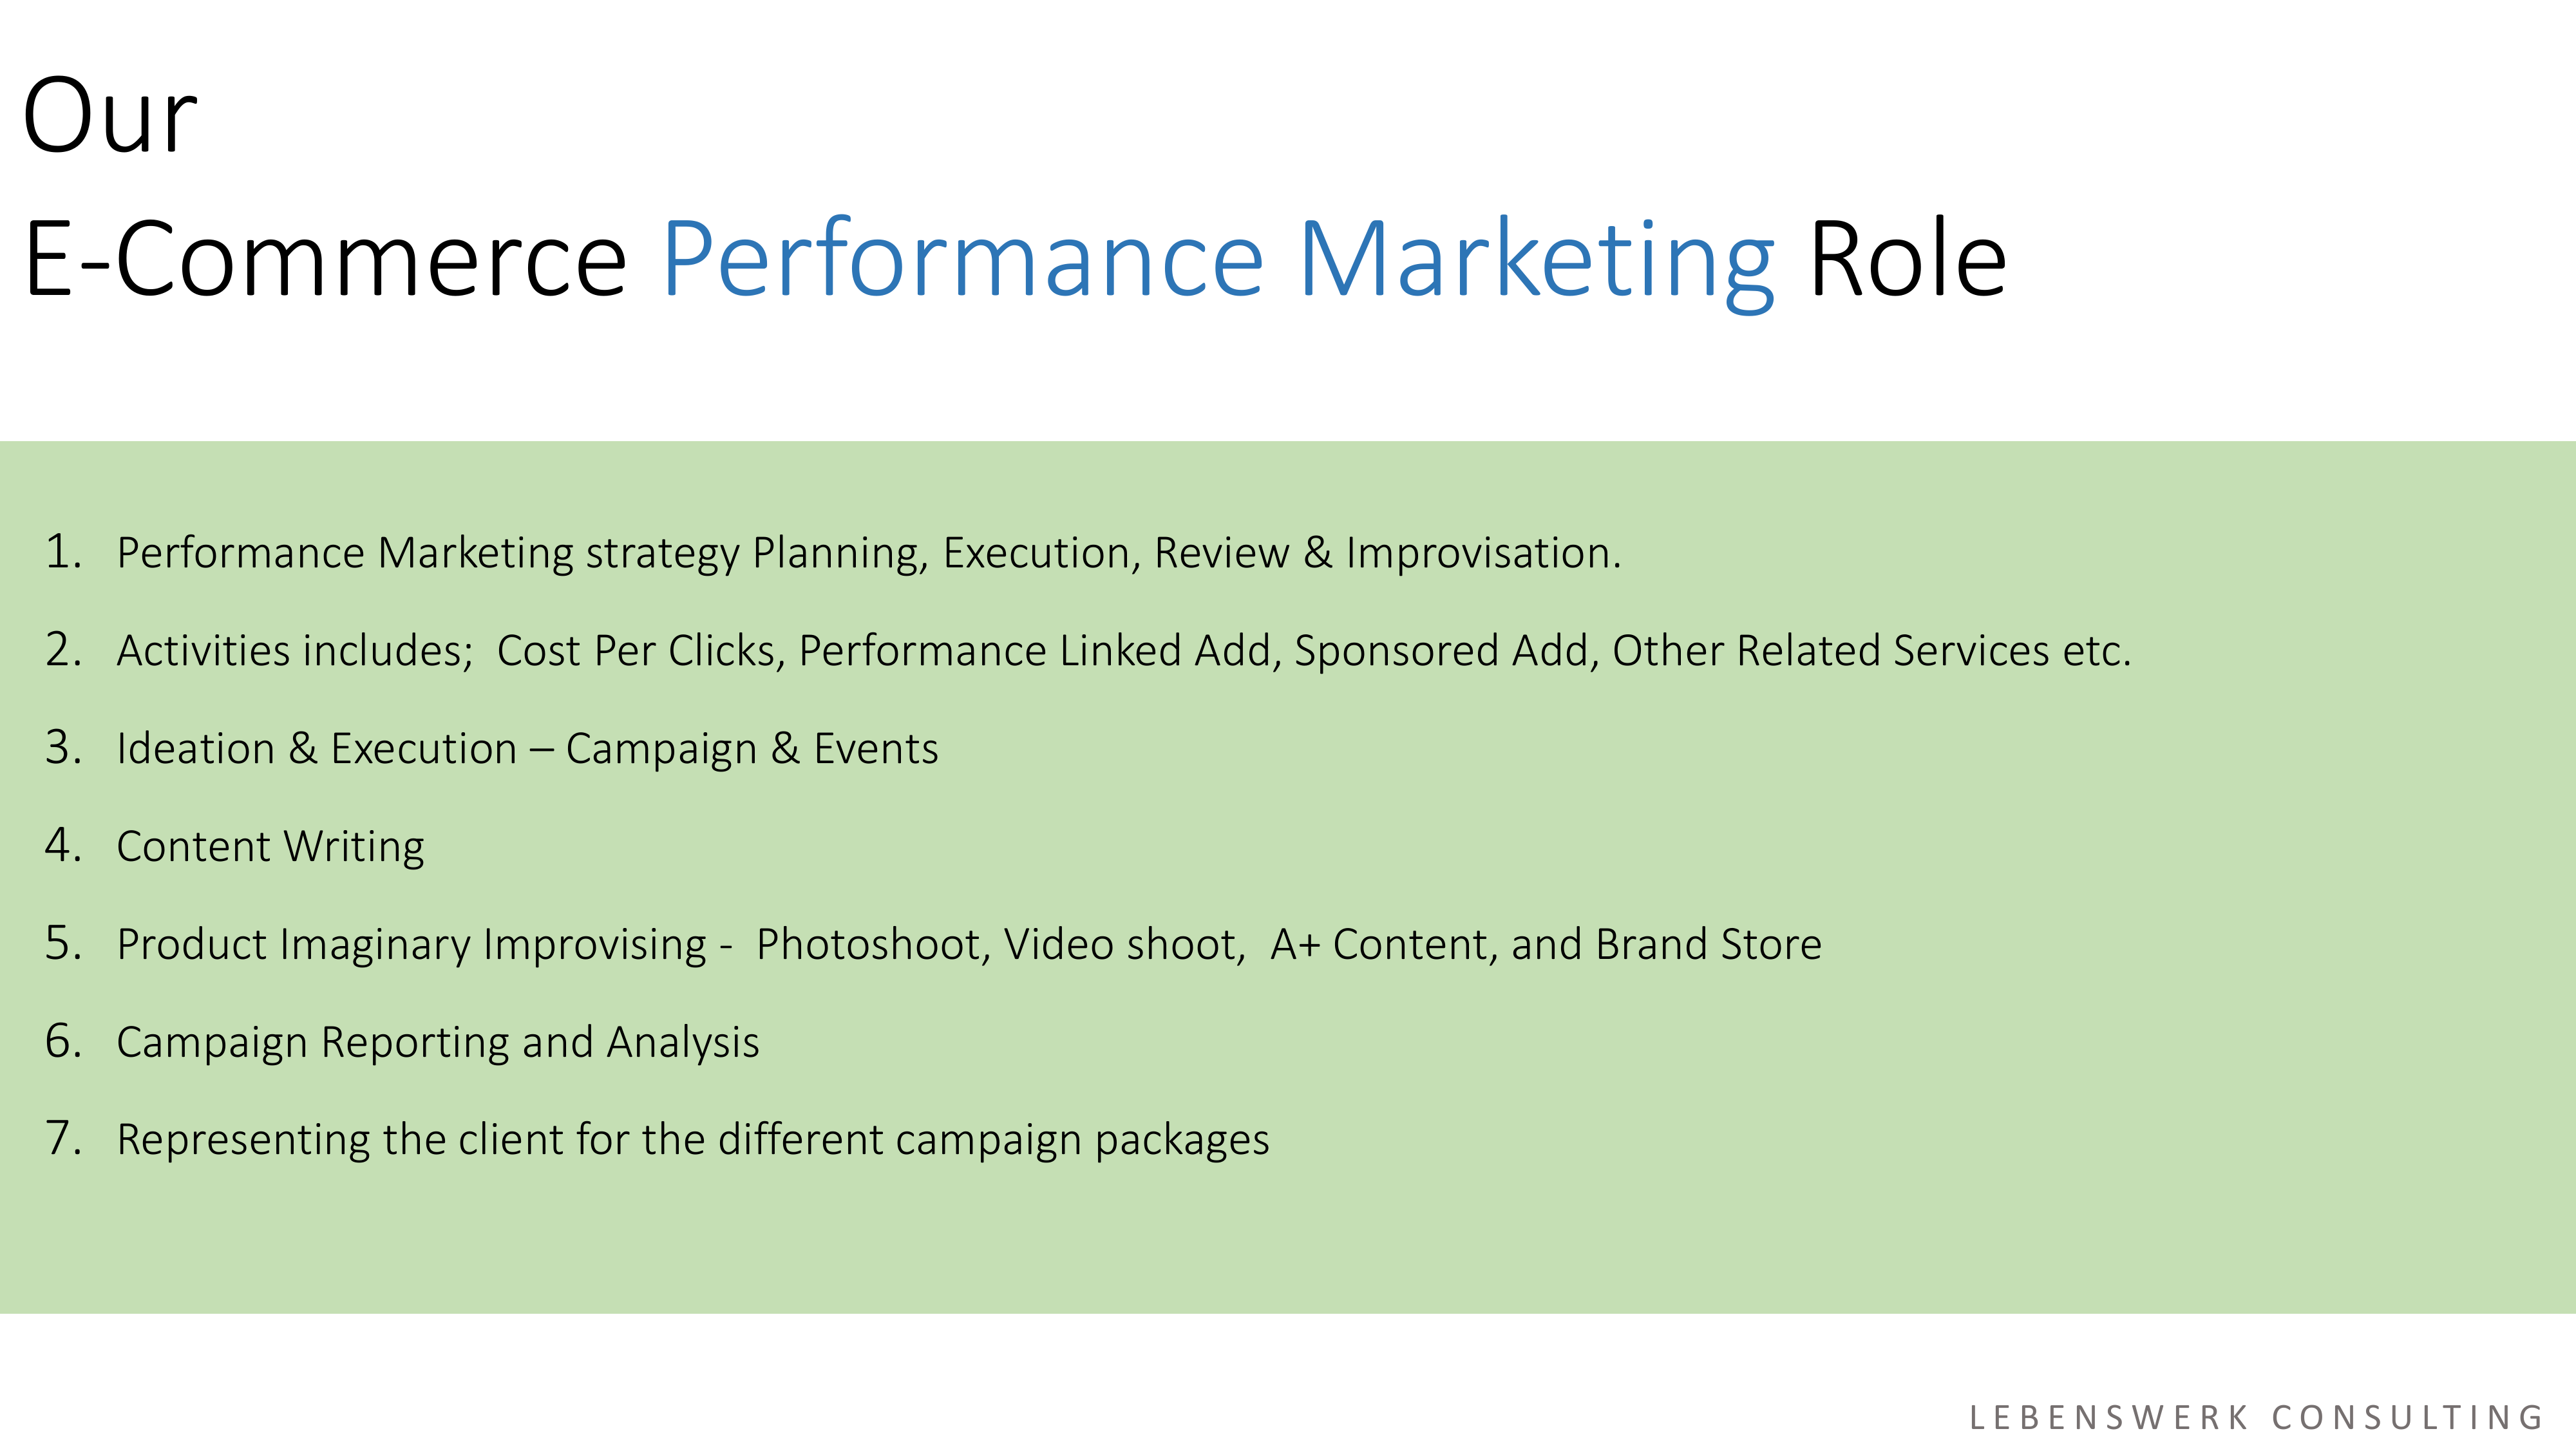 Our
E-Commerce Performance Marketing Role
1. Performance Marketing strategy Planning, Execution, Review & Improvisation.
2. Activities includes;  Cost Per Clicks, Performance Linked Add, Sponsored Add, Other Related Services etc.
3. Ideation & Execution – Campaign & Events
4. Content Writing
5. Product Imaginary Improvising -  Photoshoot, Video shoot,  A+ Content, and Brand Store
6. Campaign Reporting and Analysis
7. Representing the client for the different campaign packages
LEBENSWERK CONSULTING